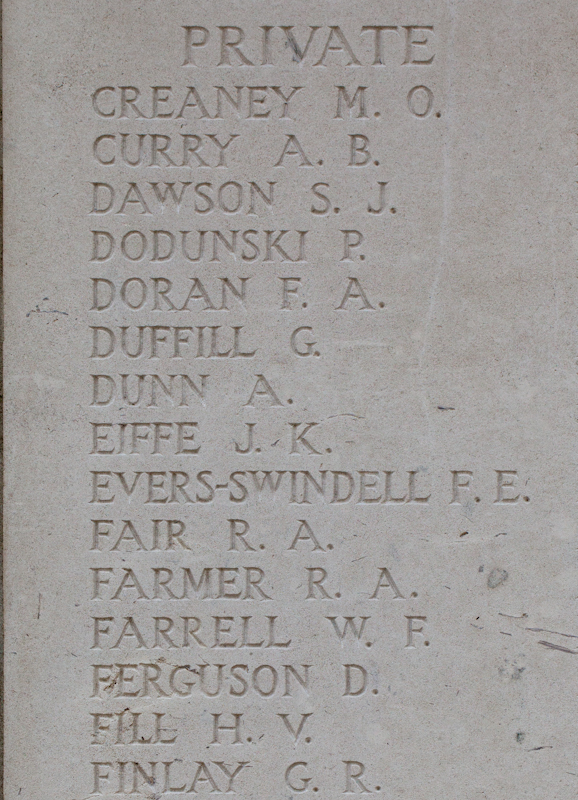 PRIVATE
CREANEY M. O.
CURRY A. B.
DAWSON S. J.
DODUNSKI P.
DORAN F. A.
DUFFILL G.
DUNN A.
EIFFE J. K.
EVERS-SWINDELL F. E.
FAIR R. A.
FARMER R. A.
FARRELL W. F.
FERGUSON D.
FILL H. V.
FINLAY G. R.